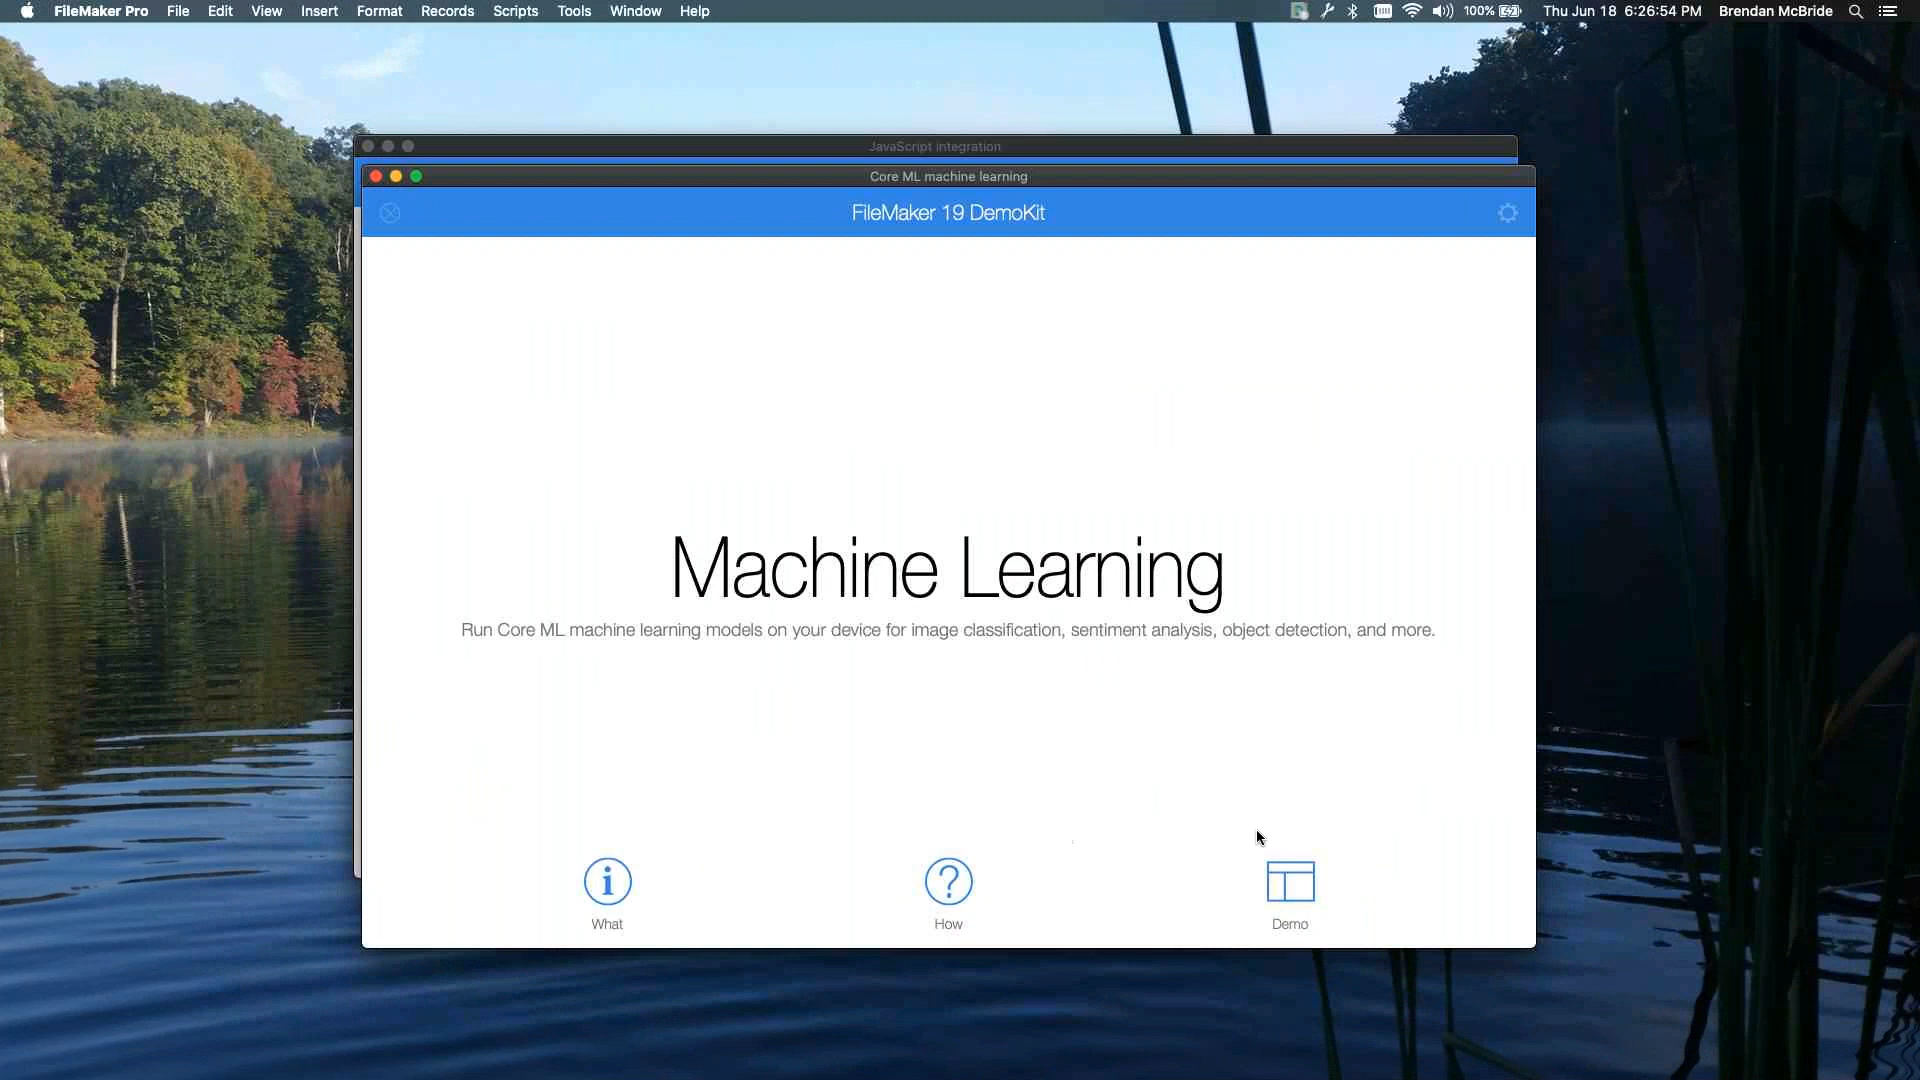 FileMaker Pro File Edit View Insert Format Records Scripts Tools Window Help 100% Thu Jun 18 6:26:54 PM Brendan McBride
JavaScript integration
Core ML machine learning
FileMaker 19 DemoKit
Machine Learning
Run Core ML machine learning models on your device for image classification, sentiment analysis, object detection, and more.
What How Demo